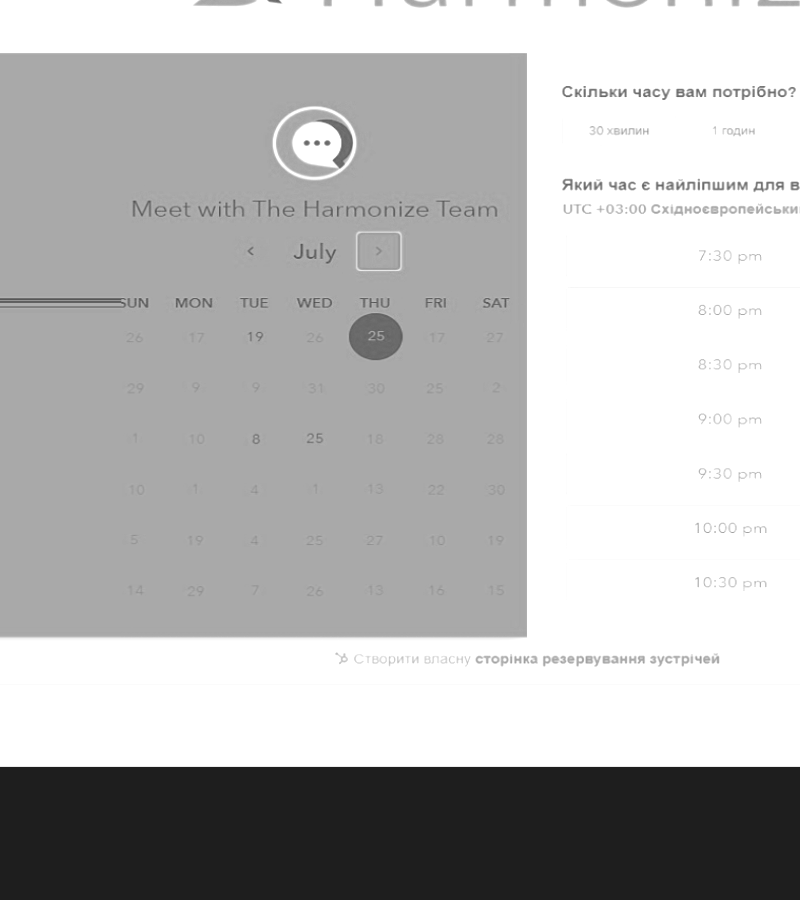 Harmoniz
Meet with The Harmonize Team
July
SUN MON TUE WED THU FRI SAT
26 17 19 26 25 17 27
29 9 9 31 30 25 2
1 10 8 25 18 28 28
10 1 4 1 13 22 30
5 19 4 25 27 10 19
14 29 7 26 13 16 15
Скільки часу вам потрібно?
30 хвилин 1 годин
Який час є найліпшим для в
UTC +03:00 Східноєвропейськи
7:30 pm
8:00 pm
8:30 pm
9:00 pm
9:30 pm
10:00 pm
10:30 pm
Створити власну сторінка резервування зустрічей